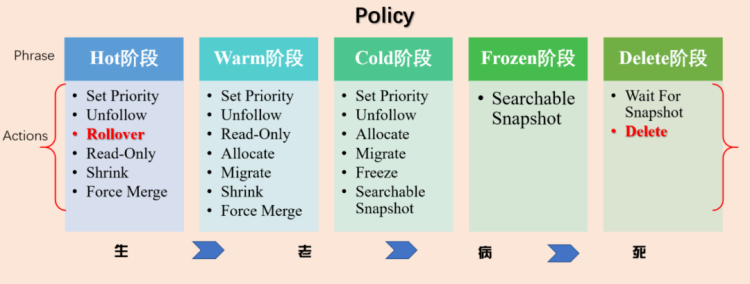 Policy
Phrase
Hot阶段
Warm阶段
Cold阶段
Frozen阶段
Delete阶段
Actions
• Set Priority
• Unfollow
• Rollover
• Read-Only
• Shrink
• Force Merge
• Set Priority
• Unfollow
• Read-Only
• Allocate
• Migrate
• Shrink
• Force Merge
• Set Priority
• Unfollow
• Allocate
• Migrate
• Freeze
• Searchable
Snapshot
• Searchable
Snapshot
• Wait For
Snapshot
• Delete
生
老
病
死